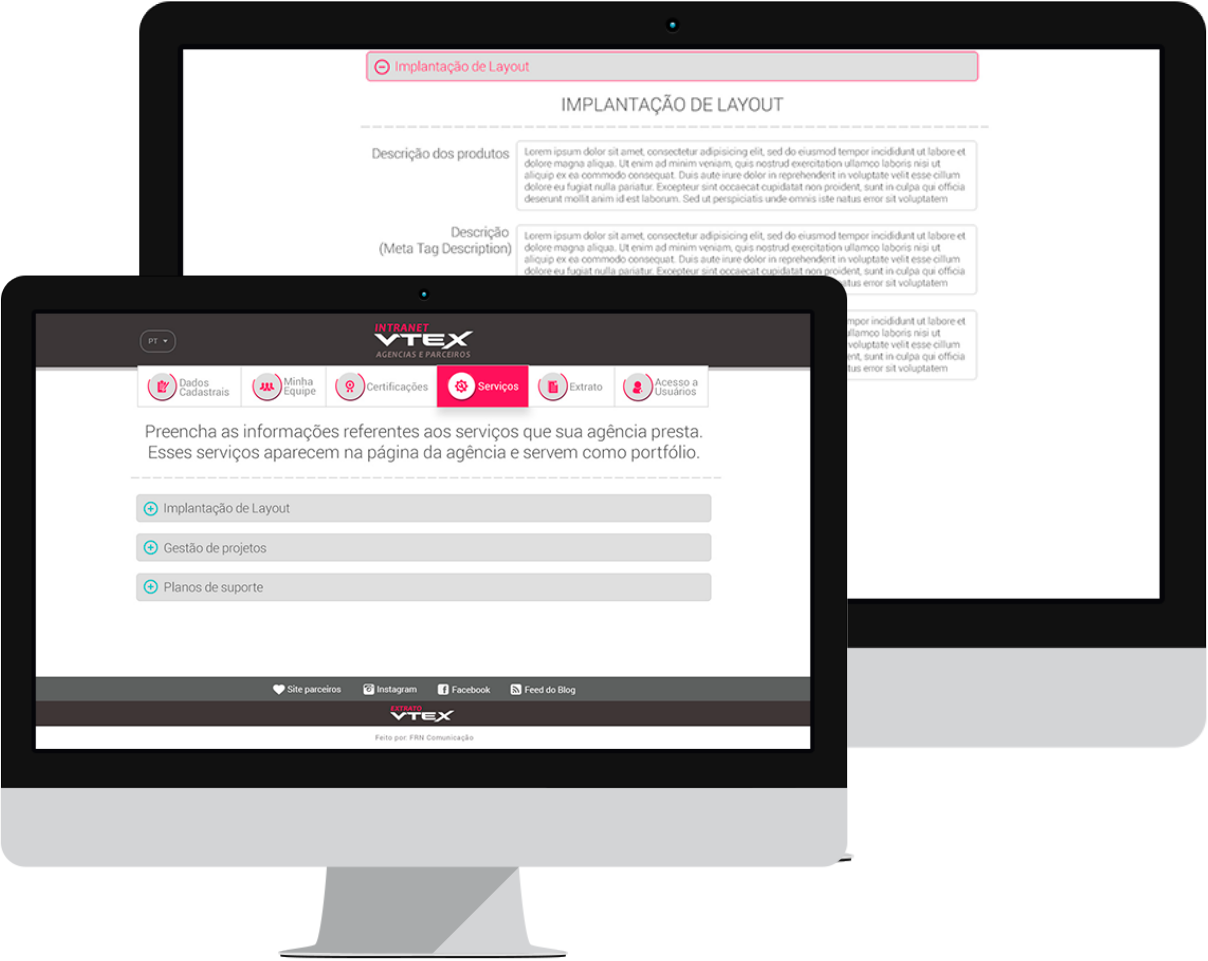 Implantação de Layout
IMPLANTAÇÃO DE LAYOUT
Descrição dos produtos
Lorem ipsum dolor sit amet, consectetur adipisicing elit, sed do eiusmod tempor incididunt ut labore et
dolore magna aliqua. Ut enim ad minim veniam, quis nostrud exercitation ullamco laboris nisi ut
aliquip ex ea commodo consequat. Duis aute irure dolor in reprehenderit in voluptate velit esse cillum
dolore eu fugiat nulla pariatur. Excepteur sint occaecat cupidatat non proident, sunt in culpa qui officia
deserunt mollit anim id est laborum. Sed ut perspiciatis unde omnis iste natus error sit voluptatem
Descrição
(Meta Tag Description)
Lorem ipsum dolor sit amet, consectetur adipisicing elit, sed do eiusmod tempor incididunt ut labore et
dolore magna aliqua. Ut enim ad minim veniam, quis nostrud exercitation ullamco laboris nisi ut
aliquip ex ea commodo consequat. Duis aute irure dolor in reprehenderit in voluptate velit esse cillum
dolore eu fugiat nulla pariatur. Excepteur sint occaecat cupidatat non proident, sunt in culpa qui officia
natus error sit voluptatem
incididunt ut labore et
ullamco laboris nisi ut
voluptate velit esse cillum
sunt in culpa qui officia
natus error sit voluptatem
PT
INTRANET
VTEX
AGENCIAS E PARCEIROS
Dados
Cadastrais
Minha
Equipe
Certificações
Serviços
Extrato
Acesso a
Usuários
Preencha as informações referentes aos serviços que sua agência presta.
Esses serviços aparecem na página da agência e servem como portfólio.
Implantação de Layout
Gestão de projetos
Planos de suporte
Site parceiros Instagram Facebook Feed do Blog
EXTRATO
VTEX
Feito por: FRN Comunicação